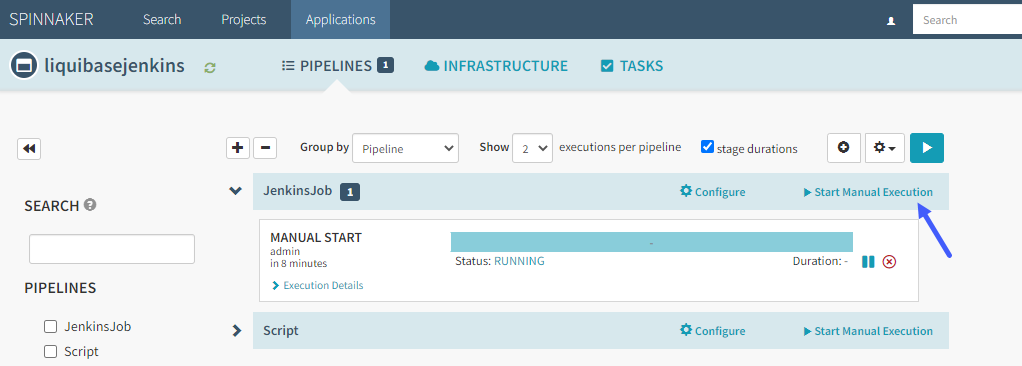 SPINNAKER Search Projects Applications Search
liquibasejenkins PIPELINES 1 INFRASTRUCTURE TASKS
Group by Pipeline Show 2 executions per pipeline stage durations
JenkinsJob 1 Configure Start Manual Execution
SEARCH
MANUAL START
admin
in 8 minutes
-
Status: RUNNING Duration: -
Execution Details
PIPELINES
JenkinsJob
Script
Script Configure Start Manual Execution